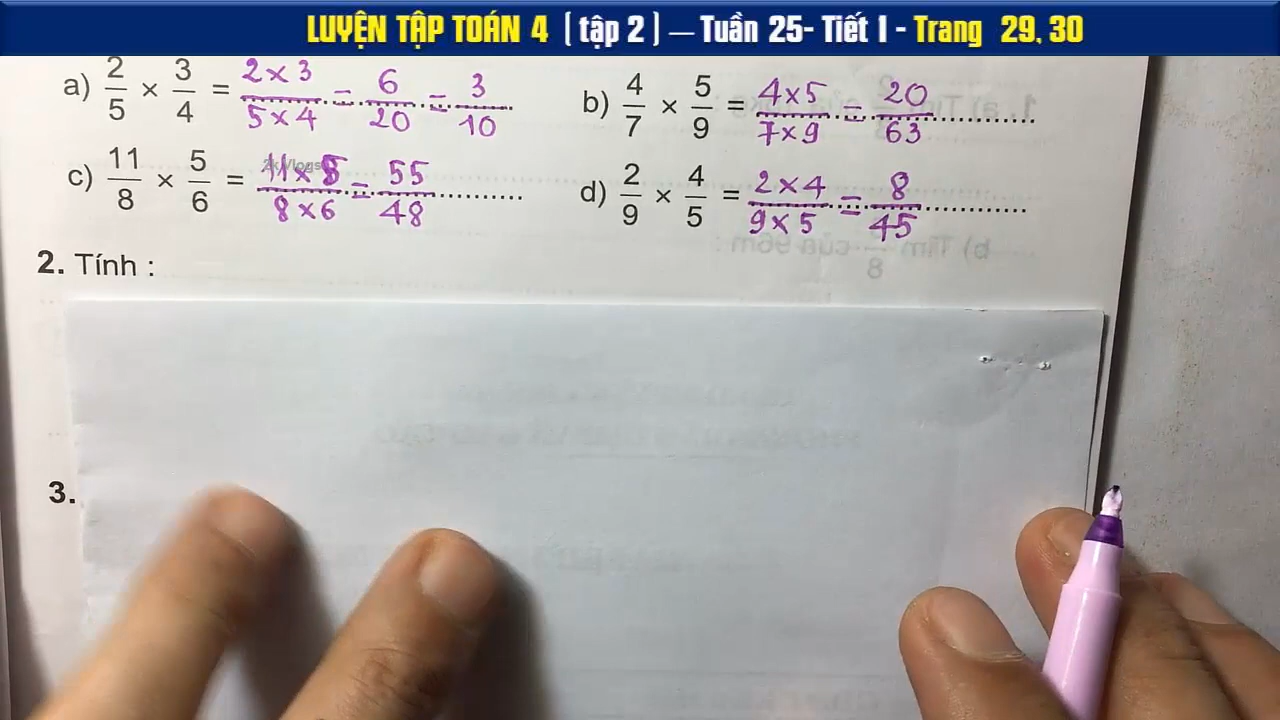 LUYỆN TẬP TOÁN 4 ( tập 2 ) — Tuần 25- Tiết 1 - Trang 29, 30
a) 2/5 × 3/4 = 2×3/5×4 = 6/20 = 3/10
b) 4/7 × 5/9 = 4×5/7×9 = 20/63
c) 11/8 × 5/6 = 11×5/8×6 = 55/48
d) 2/9 × 4/5 = 2×4/9×5 = 8/45
2. Tính :
3.